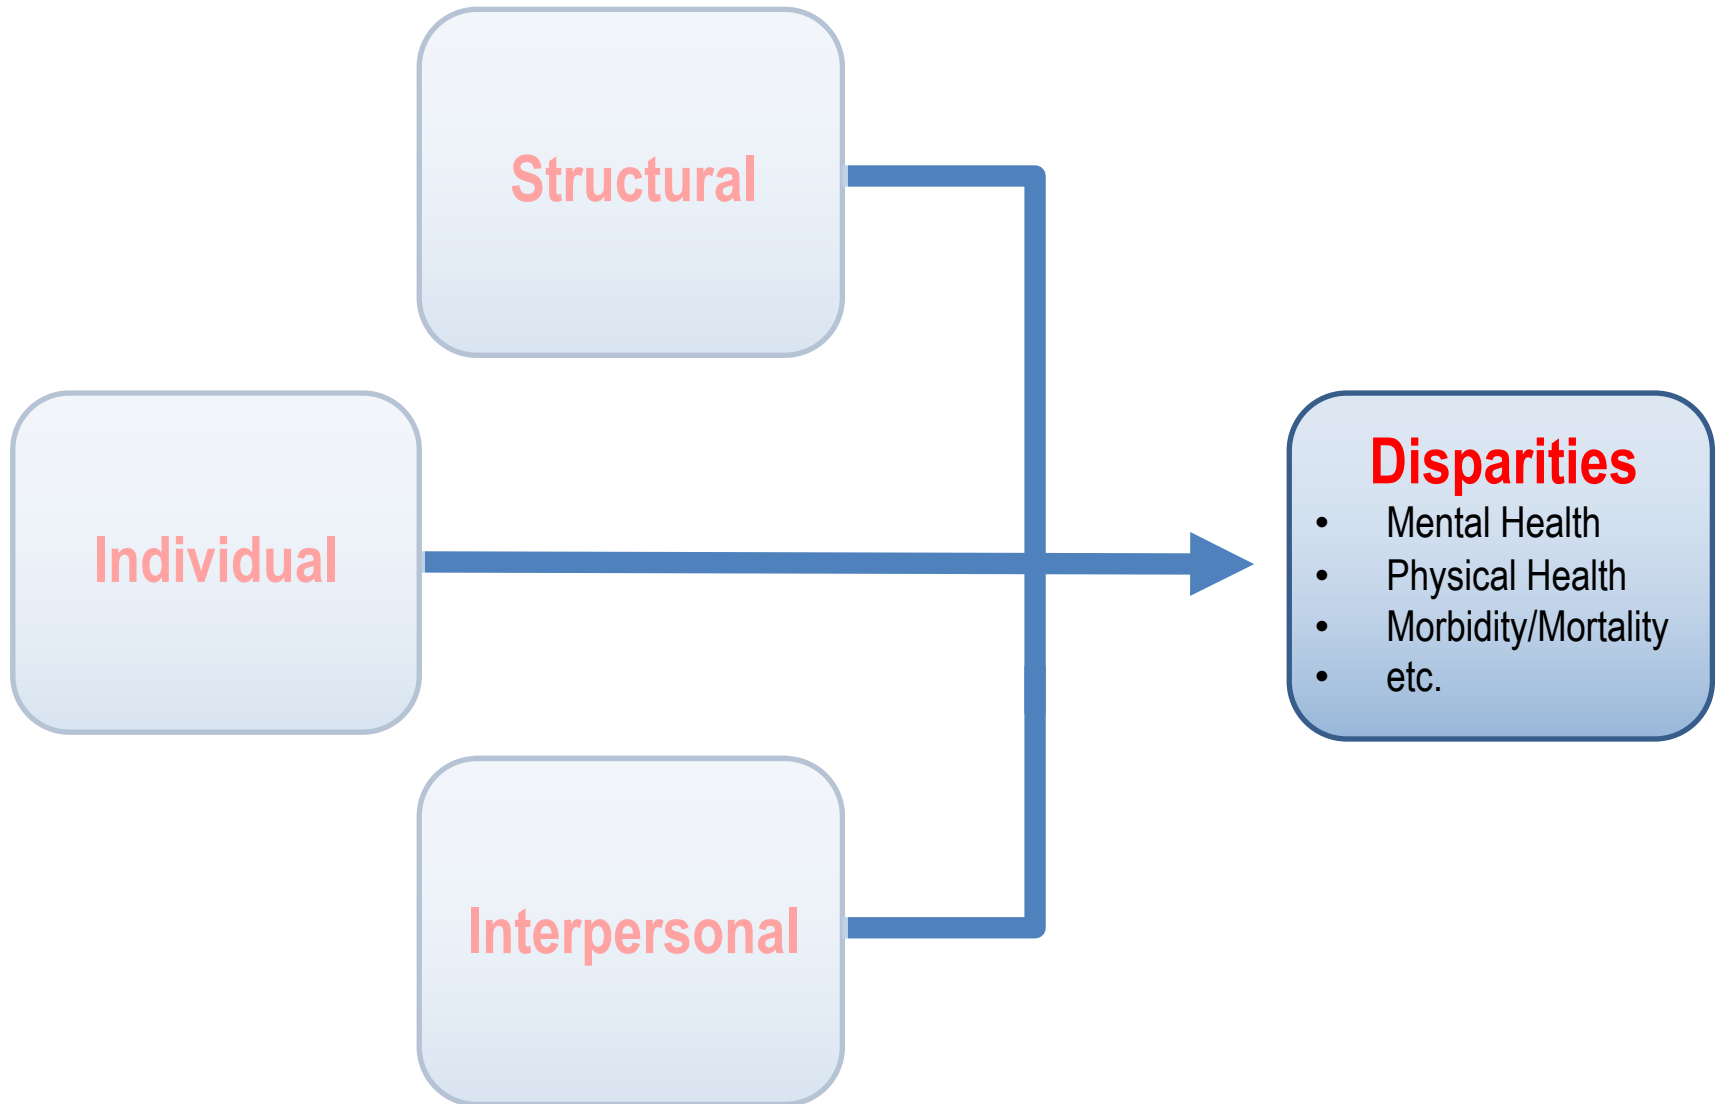 Structural
Individual
Interpersonal
Disparities
• Mental Health
• Physical Health
• Morbidity/Mortality
• etc.